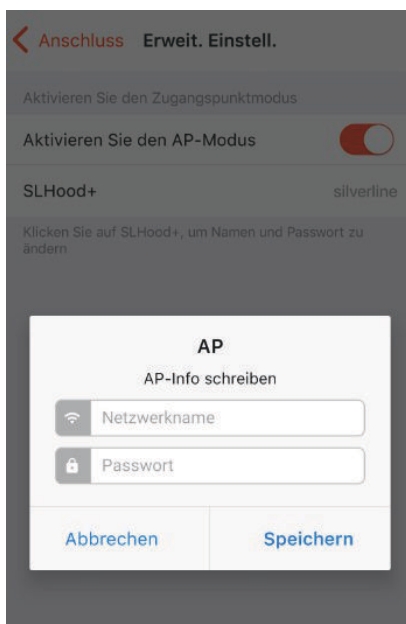 Anschluss Erweit. Einstell.
Aktivieren Sie den Zugangspunktmodus
Aktivieren Sie den AP-Modus
SLHood+ silverline
Klicken Sie auf SLHood+, um Namen und Passwort zu
ändern
AP
AP-Info schreiben
Netzwerkname
Passwort
Abbrechen Speichern